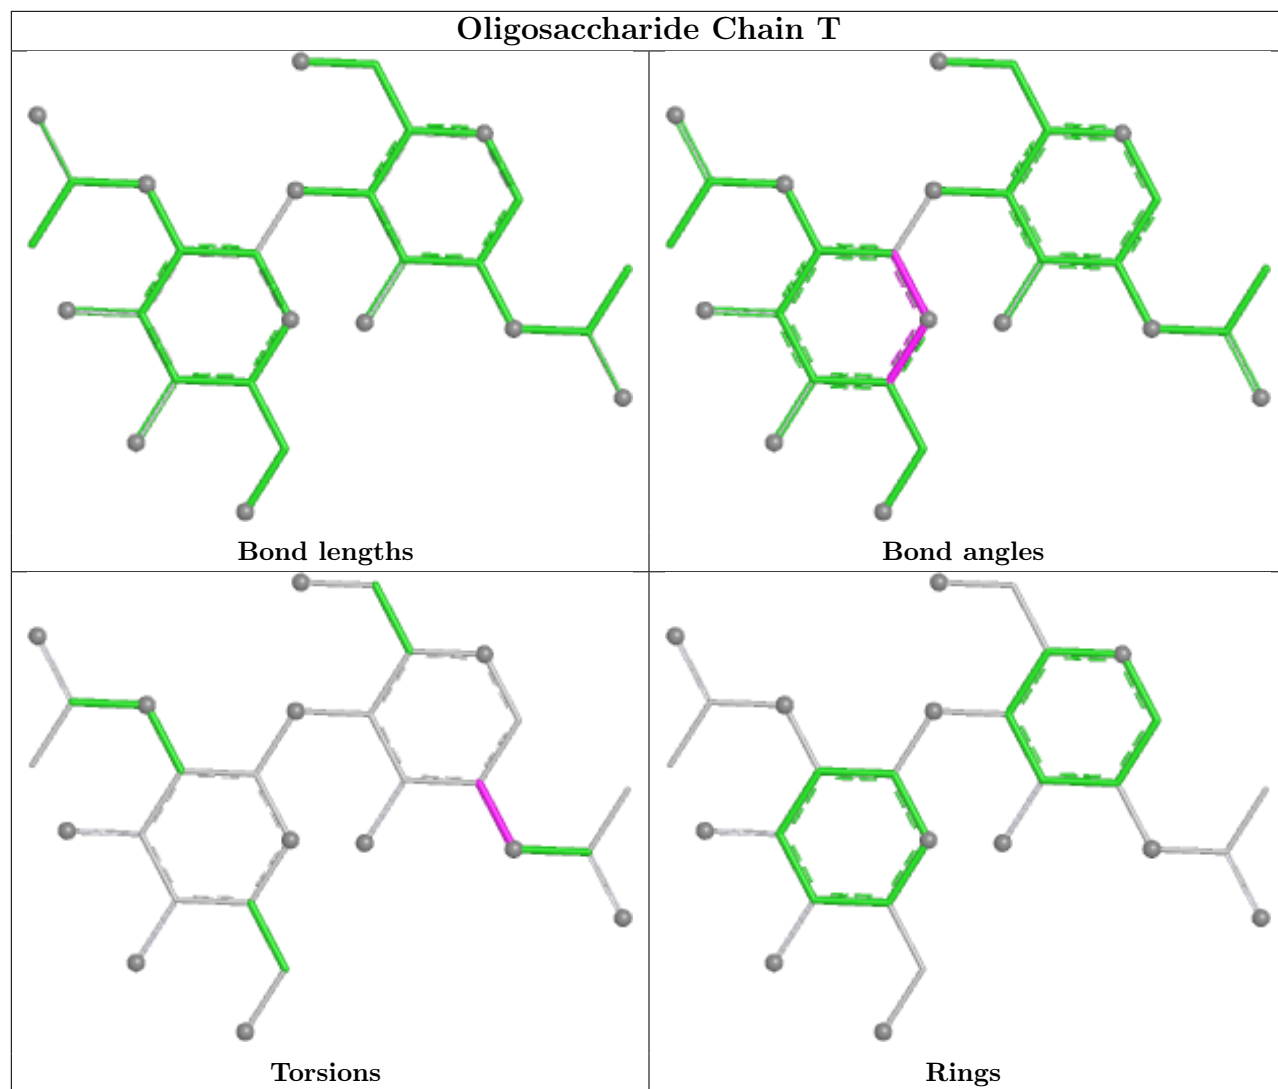 Oligosaccharide Chain T
Bond lengths
Bond angles
Torsions
Rings